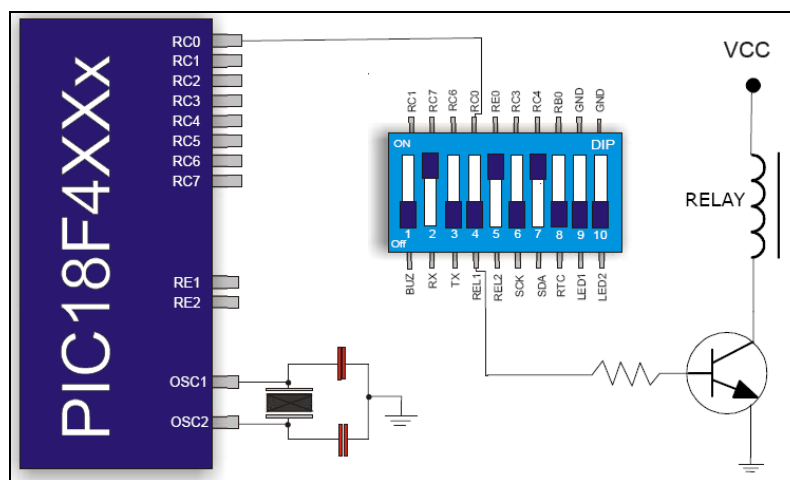 PIC18F4XXx
RC0
RC1
RC2
RC3
RC4
RC5
RC6
RC7
RE1
RE2
OSC1
OSC2
RC1 RC7 RC6 RC0 RE0 RC3 RC4 RB0 GND GND
ON DIP
1 2 3 4 5 6 7 8 9 10
Off
BUZ RX TX REL1 REL2 SCK SDA RTC LED1 LED2
VCC
RELAY